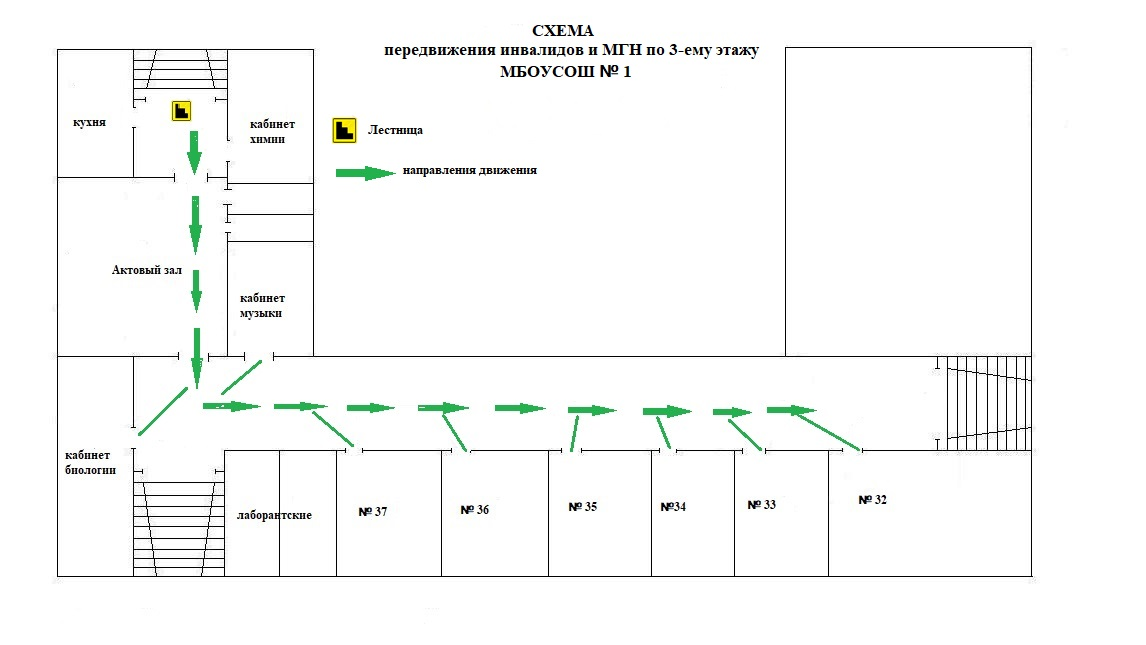 СХЕМА
передвижения инвалидов и МГН по 3-ему этажу
МБОУСОШ № 1
кухня
кабинет
химии
Лестница
направления движения
Актовый зал
кабинет
музыки
кабинет
биологии
лаборантские
№ 37
№ 36
№ 35
№34
№ 33
№ 32